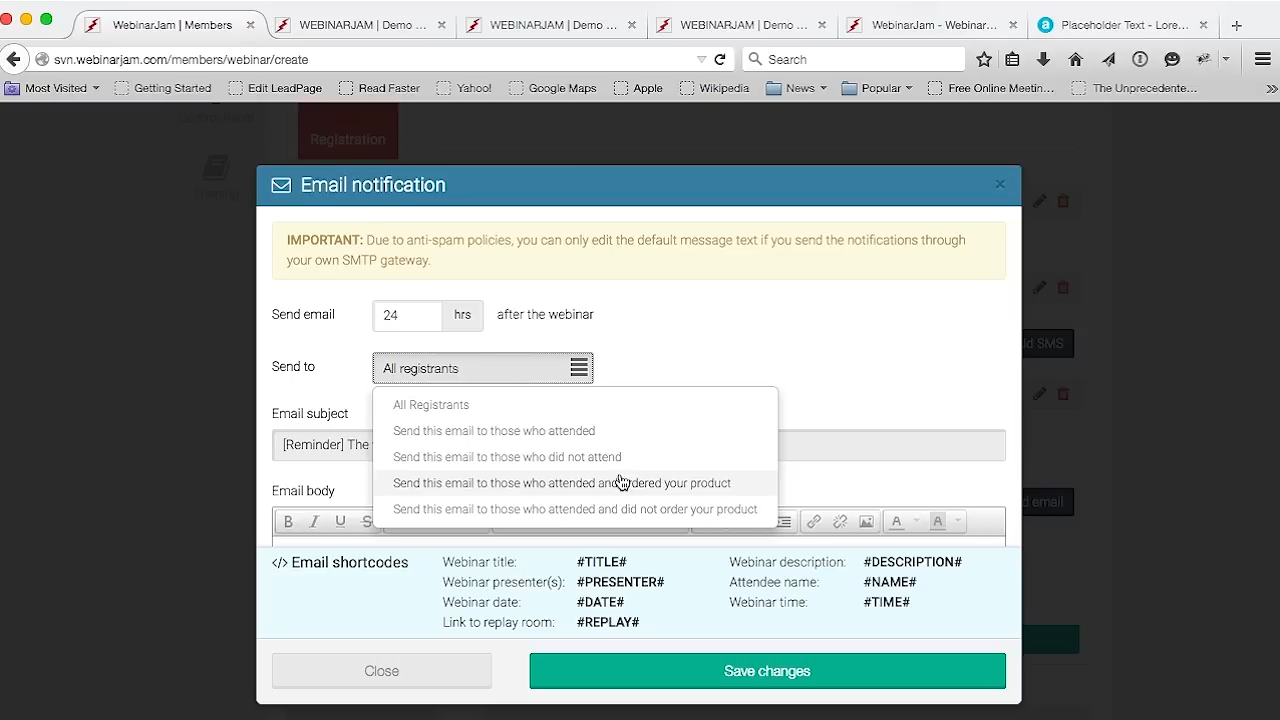 WebinarJam | Members
WEBINARJAM | Demo ...
WEBINARJAM | Demo ...
WEBINARJAM | Demo ...
WebinarJam - Webinar...
Placeholder Text - Lore...
svn.webinarjam.com/members/webinar/create
Search
Most Visited
Getting Started
Edit LeadPage
Read Faster
Yahoo!
Google Maps
Apple
Wikipedia
News
Popular
Free Online Meetin...
The Unprecedente...
Registration
Training
Email notification
IMPORTANT: Due to anti-spam policies, you can only edit the default message text if you send the notifications through
your own SMTP gateway.
Send email
24
hrs
after the webinar
Send to
All registrants
All Registrants
Send this email to those who attended
Send this email to those who did not attend
Send this email to those who attended and ordered your product
Send this email to those who attended and did not order your product
Email subject
[Reminder] The
Email body
B I U S
A A
SMS
email
</> Email shortcodes
Webinar title: #TITLE#
Webinar presenter(s): #PRESENTER#
Webinar date: #DATE#
Link to replay room: #REPLAY#
Webinar description: #DESCRIPTION#
Attendee name: #NAME#
Webinar time: #TIME#
Close
Save changes